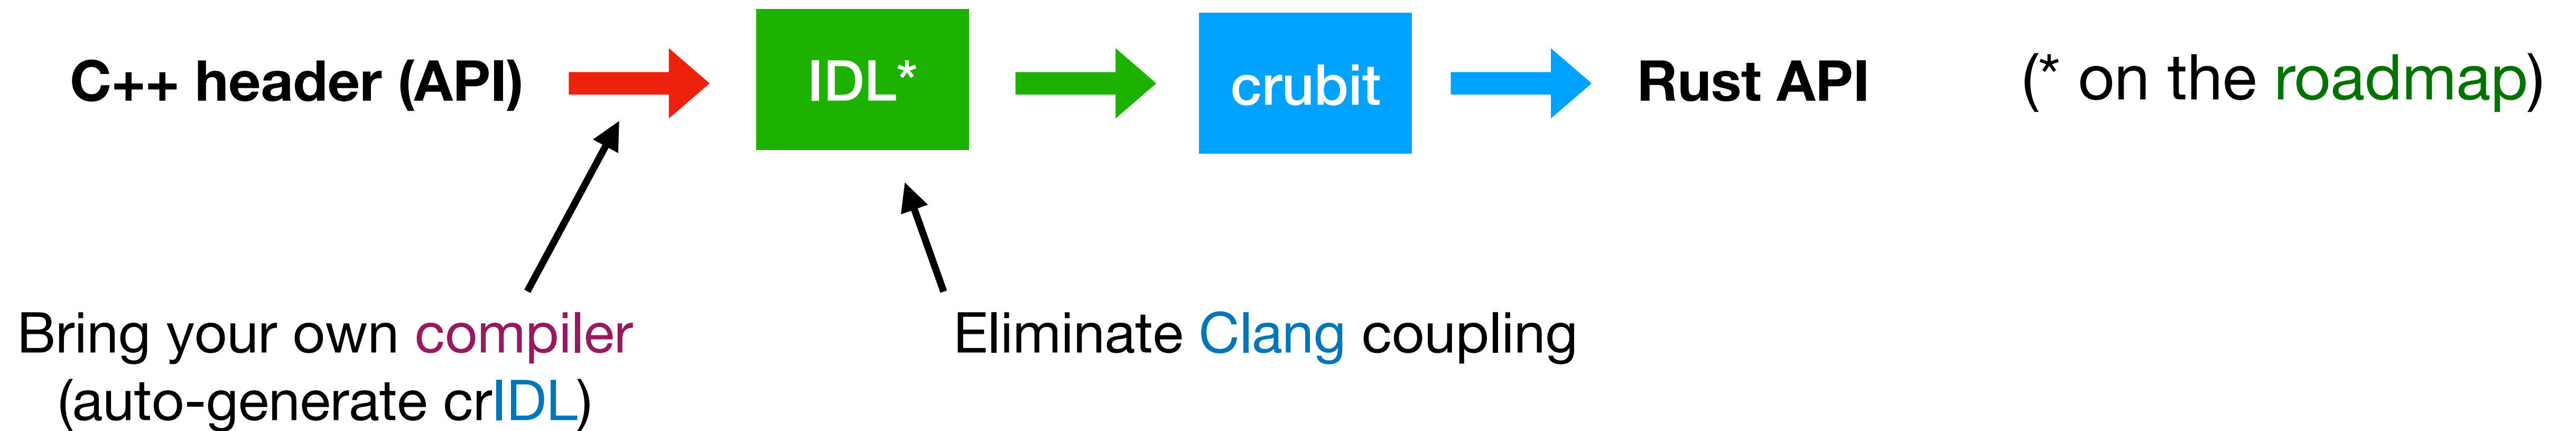 C++ header (API) IDL* crubit Rust API (* on the roadmap)
Bring your own compiler
(auto-generate crIDL)
Eliminate Clang coupling